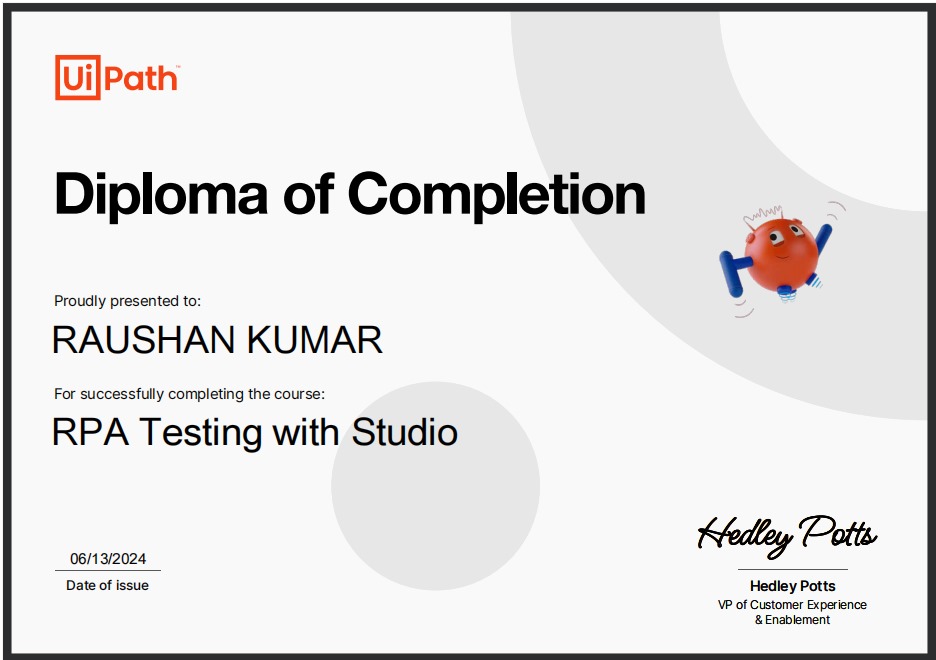 UiPath™
Diploma of Completion
Proudly presented to:
RAUSHAN KUMAR
For successfully completing the course:
RPA Testing with Studio
06/13/2024
Date of issue
Hedley Potts
Hedley Potts
VP of Customer Experience
& Enablement